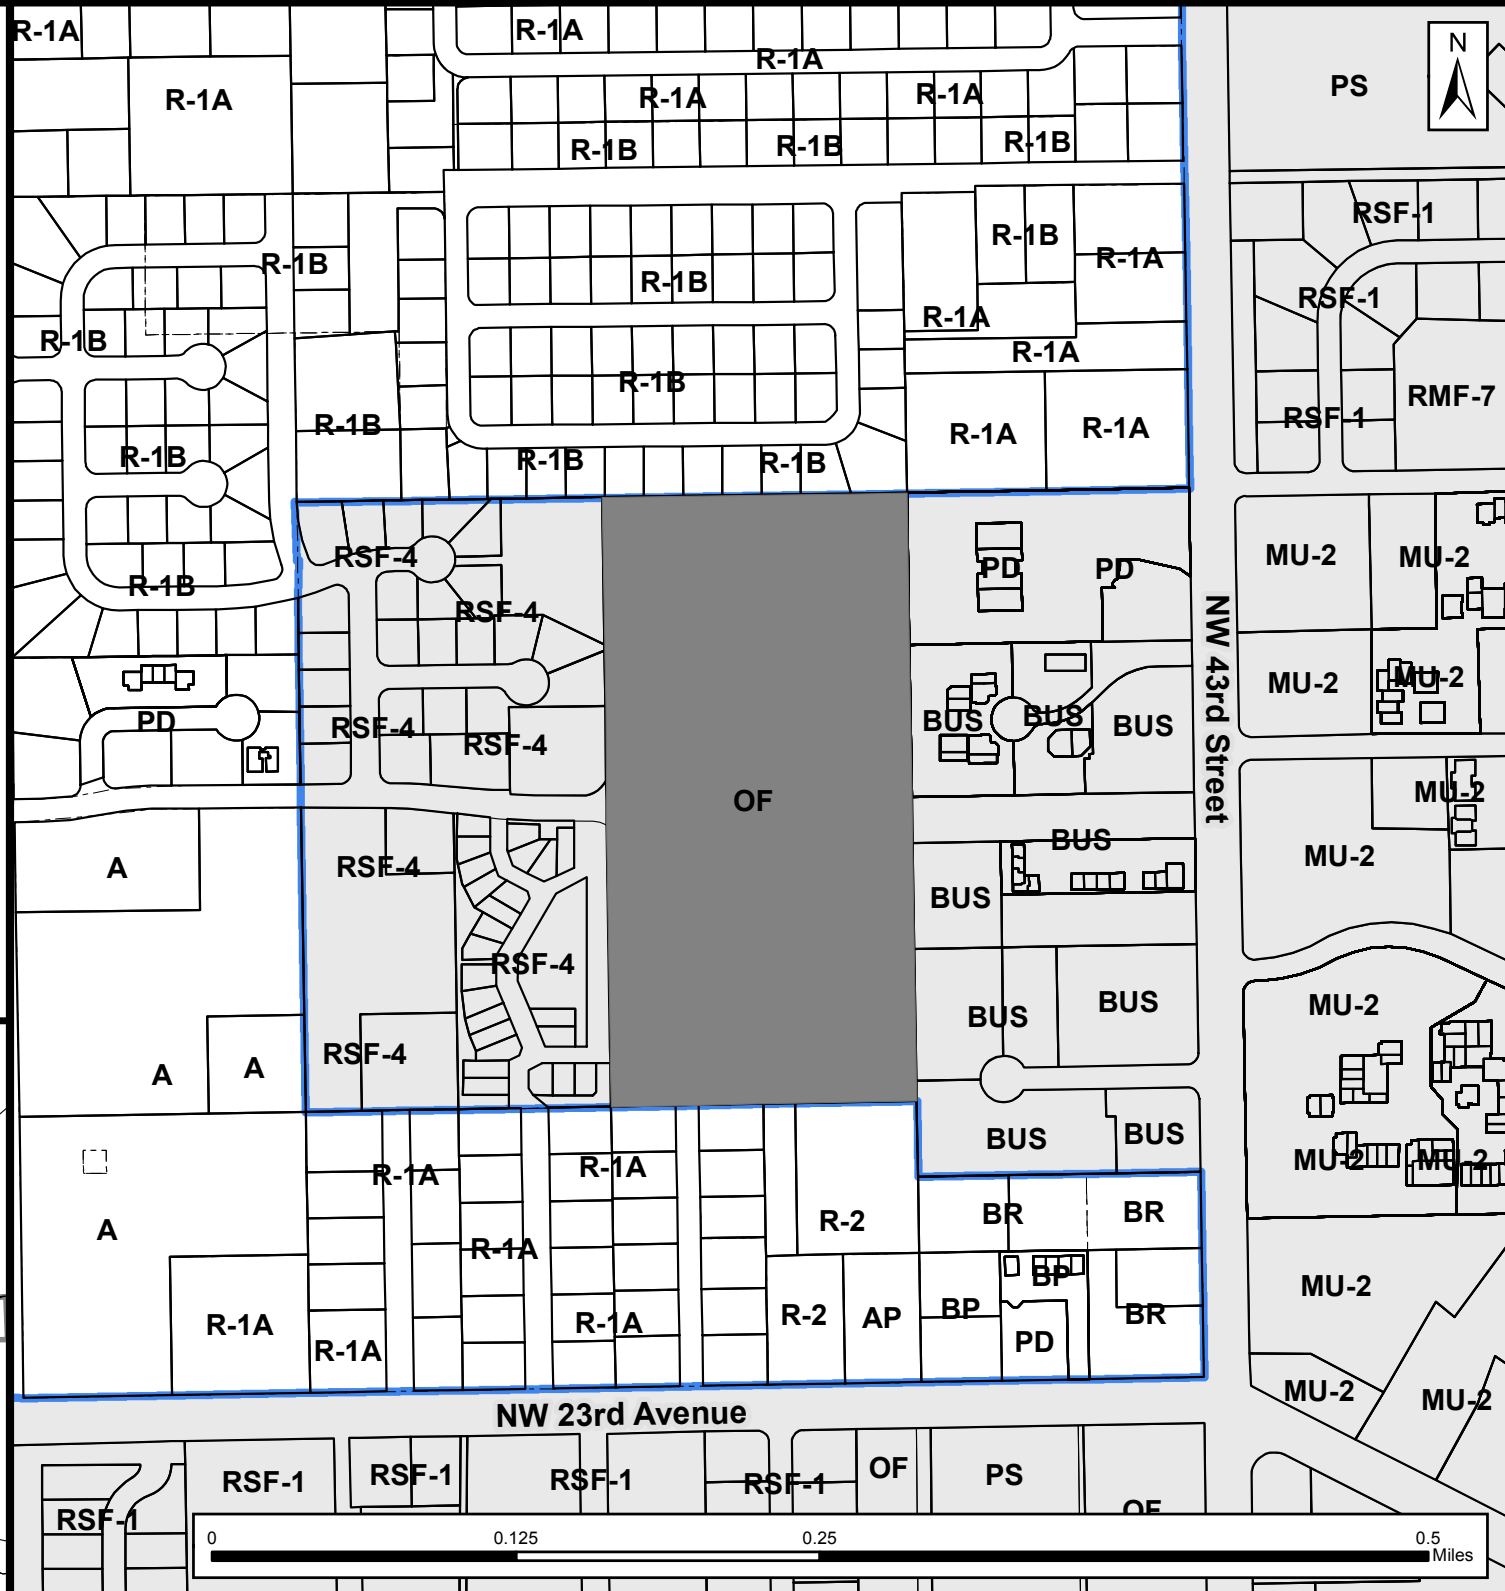 R-1A
R-1A
R-1A
N
PS
R-1A
R-1A
R-1A
R-1B
R-1B
R-1B
RSF-1
R-1B
R-1A
R-1B
R-1B
RSF-1
R-1A
R-1B
R-1A
R-1B
RMF-7
R-1B
RSF-1
R-1A
R-1A
R-1B
R-1B
R-1B
RSF-4
PD
PD
MU-2
MU-2
R-1B
RSF-4
NW 43rd Street
MU-2
MU-2
PD
RSF-4
RSF-4
BUS
BUS
BUS
OF
MU-2
BUS
MU-2
A
RSF-4
BUS
RSF-4
BUS
BUS
MU-2
A
A
RSF-4
BUS
BUS
MU-2
MU-2
R-1A
R-1A
A
R-2
BR
BR
R-1A
BP
MU-2
R-1A
R-1A
R-1A
R-2
AP
BP
PD
BR
MU-2
MU-2
NW 23rd Avenue
RSF-1
RSF-1
RSF-1
RSF-1
OF
PS
OF
RSF-1
0
0.125
0.25
0.5
Miles